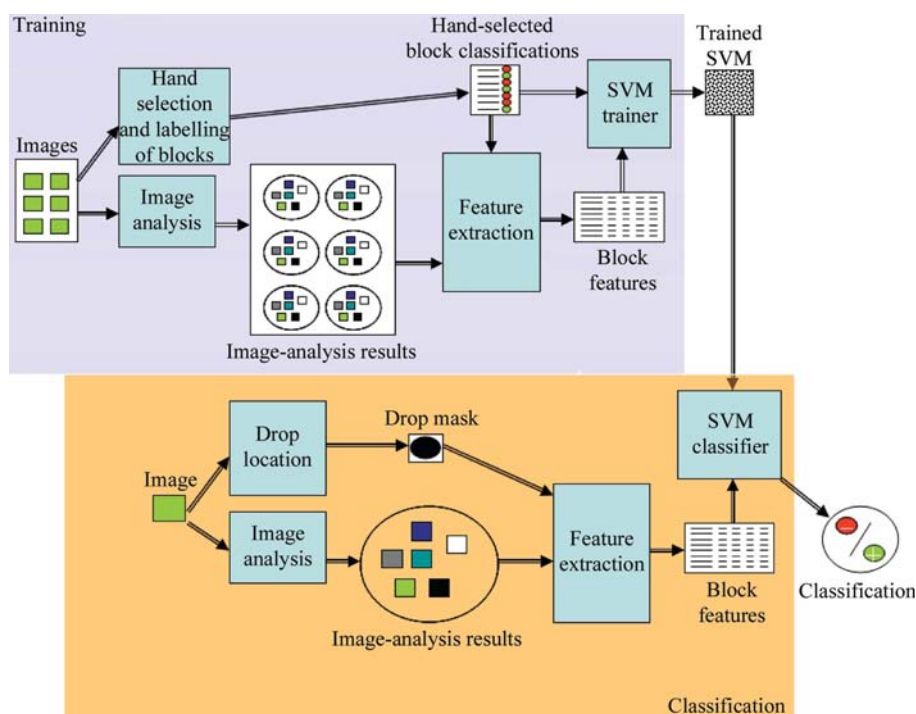 Training
Hand-selected
block classifications
Trained
SVM
Hand
selection
and labelling
of blocks
SVM
trainer
Images
Image
analysis
Feature
extraction
Block
features
Image-analysis results
Drop
location
Drop mask
SVM
classifier
Image
Image
analysis
Feature
extraction
Block
features
Classification
Image-analysis results
Classification